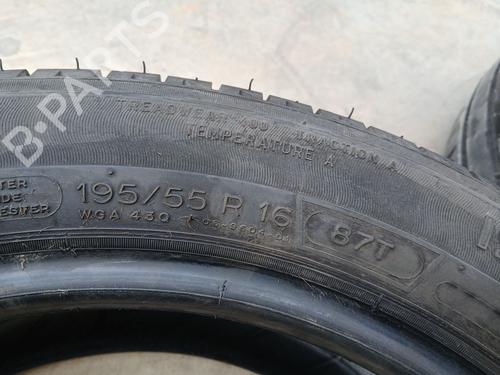 B-PARTS
TREADWEAR 400 TRACTION A
TEMPERATURE A
195/55 R 16 87T
WGA 430